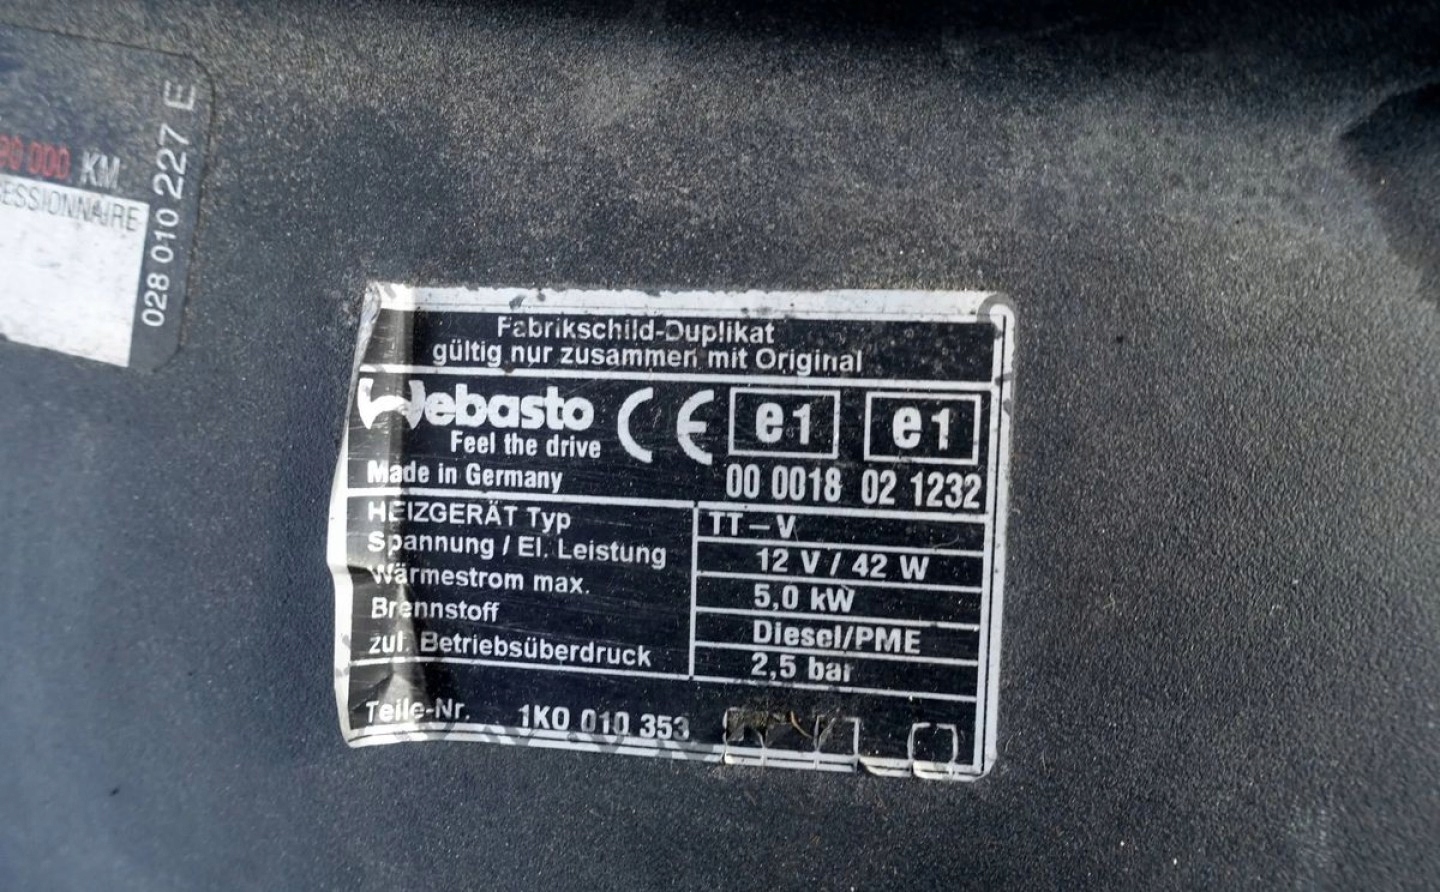 000 KM.
ESSIONNAIRE
028 010 227 E
Fabrikschild-Duplikat
gültig nur zusammen mit Original
Webasto
Feel the drive
CE e1 e1
Made in Germany
00 0018 02 1232
HEIZGERÄT Typ TT-V
Spannung / El. Leistung 12 V / 42 W
Wärmestrom max. 5,0 kW
Brennstoff Diesel/PME
zul. Betriebsüberdruck 2,5 bar
Teile-Nr. 1K0 010 353